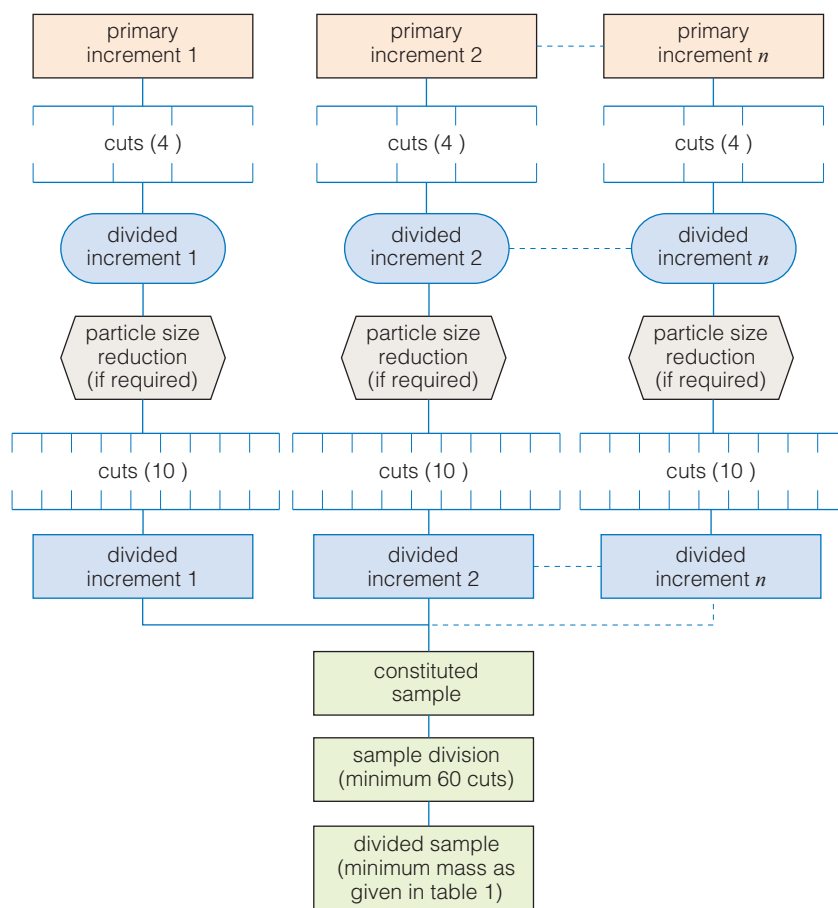 primary
increment 1
primary
increment 2
primary
increment n
cuts (4 )
cuts (4 )
cuts (4 )
divided
increment 1
divided
increment 2
divided
increment n
particle size
reduction
(if required)
particle size
reduction
(if required)
particle size
reduction
(if required)
cuts (10 )
cuts (10 )
cuts (10 )
divided
increment 1
divided
increment 2
divided
increment n
constituted
sample
sample division
(minimum 60 cuts)
divided sample
(minimum mass as
given in table 1)